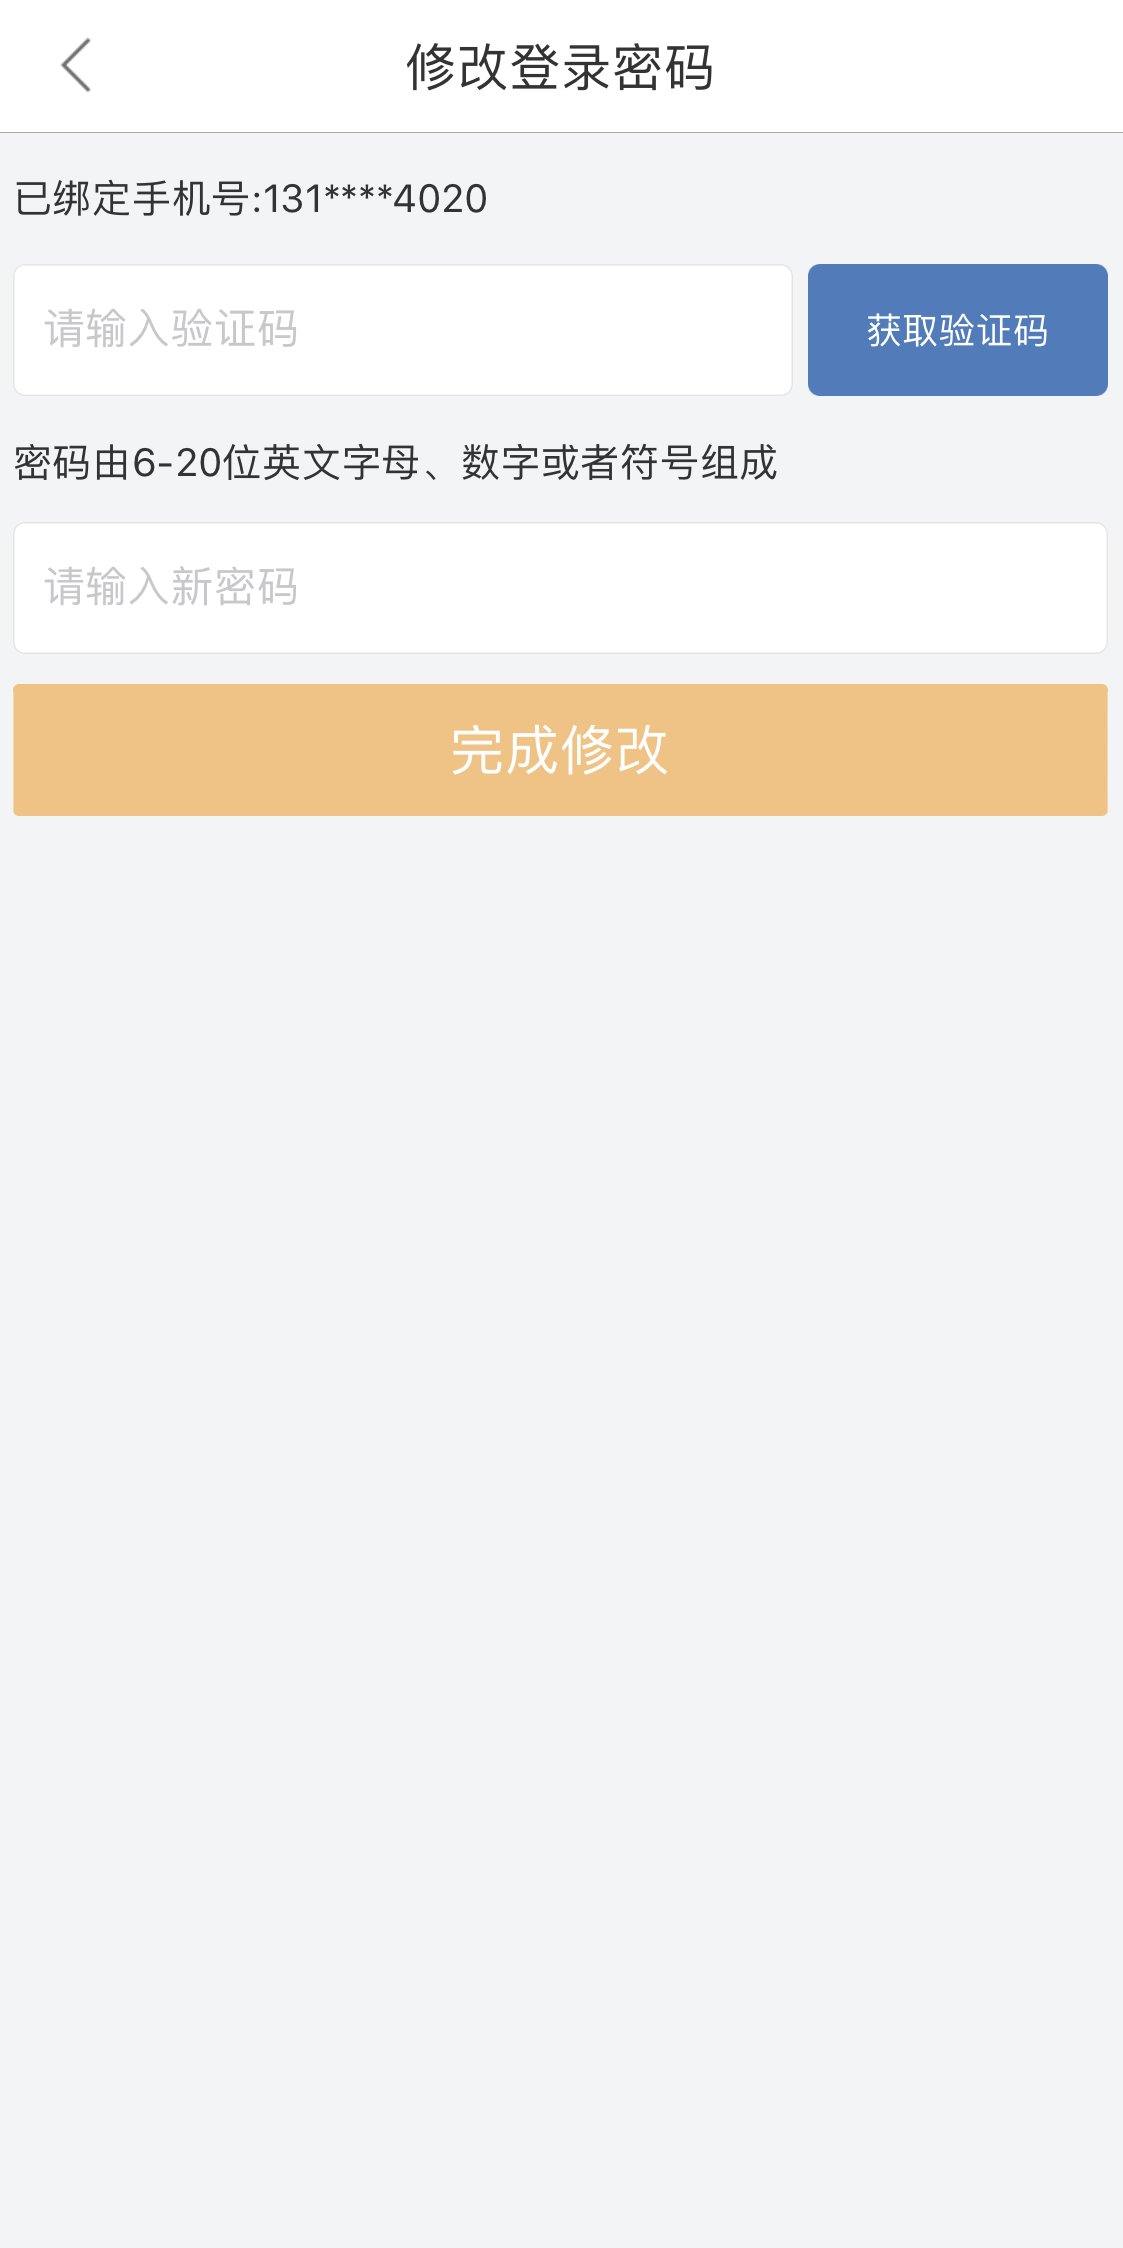 修改登录密码
已绑定手机号:131****4020
请输入验证码
获取验证码
密码由6-20位英文字母、数字或者符号组成
请输入新密码
完成修改